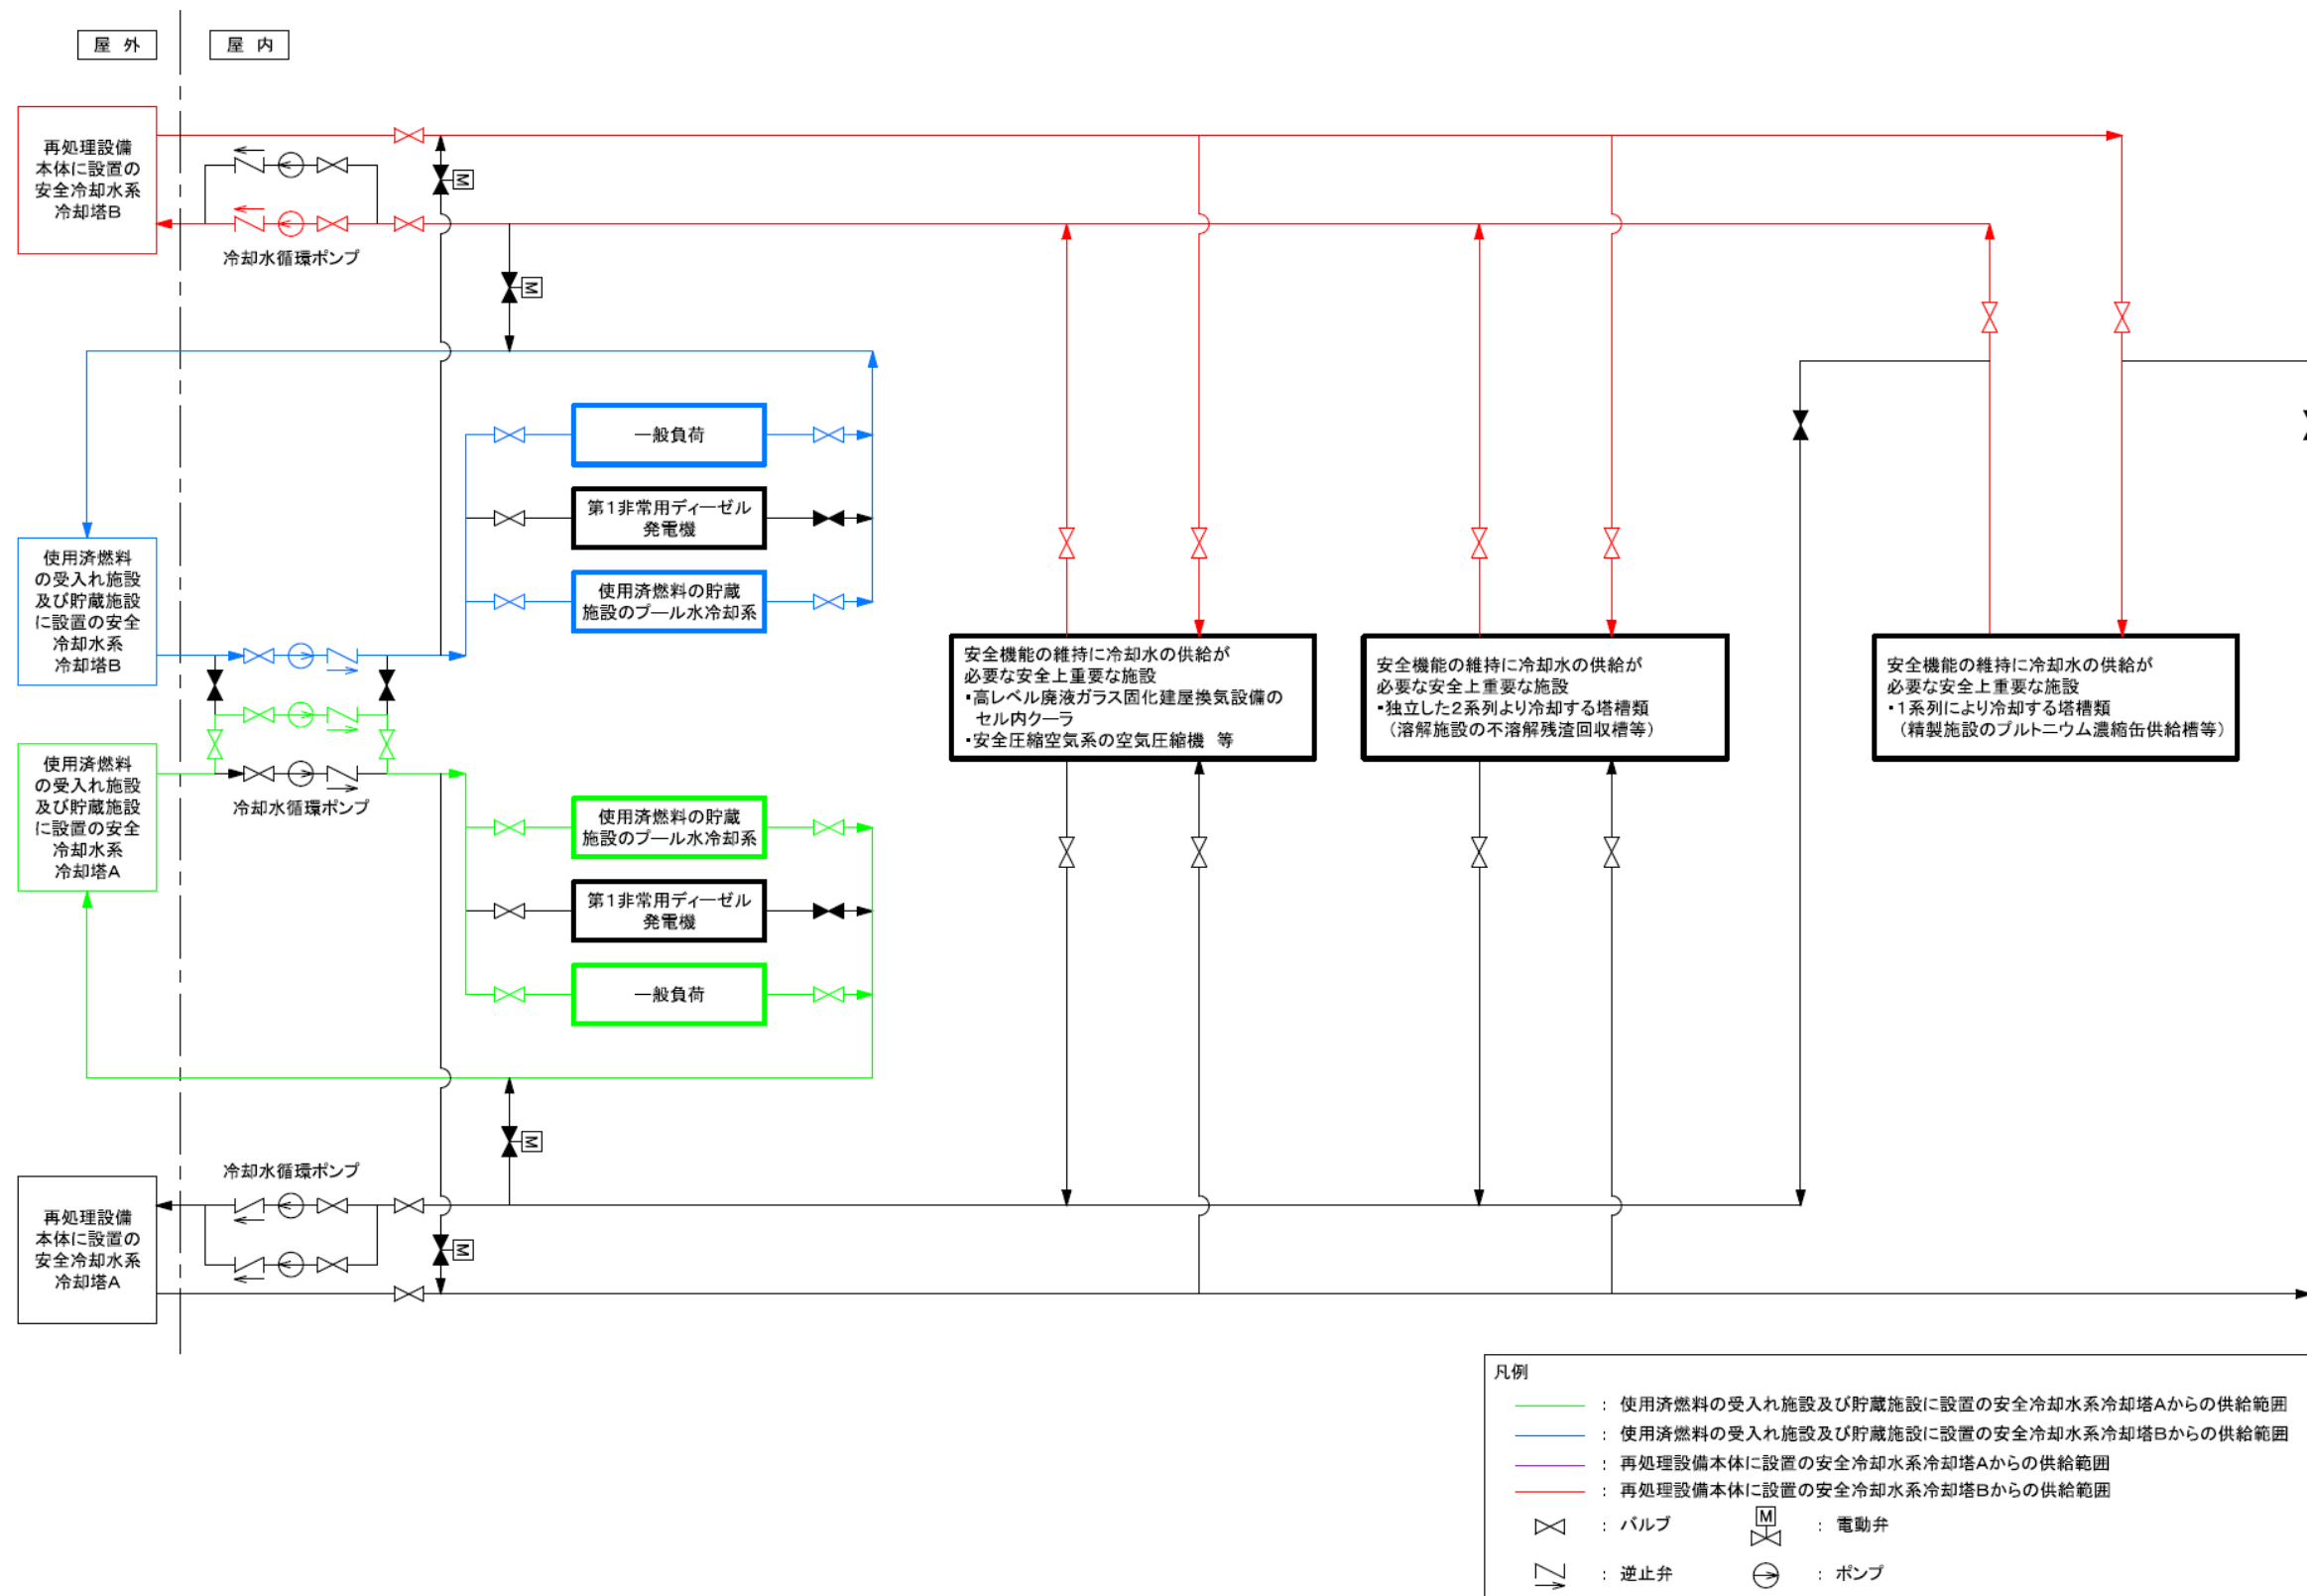 屋 外
屋 内
再処理設備
本体に設置の
安全冷却水系
冷却塔B
冷却水循環ポンプ
M
M
一般負荷
第1非常用ディーゼル
発電機
使用済燃料の貯蔵
施設のプール水冷却系
使用済燃料
の受入れ施設
及び貯蔵施設
に設置の安全
冷却水系
冷却塔B
使用済燃料
の受入れ施設
及び貯蔵施設
に設置の安全
冷却水系
冷却塔A
冷却水循環ポンプ
使用済燃料の貯蔵
施設のプール水冷却系
第1非常用ディーゼル
発電機
一般負荷
安全機能の維持に冷却水の供給が
必要な安全上重要な施設
・高レベル廃液ガラス固化建屋換気設備の
セル内クーラ
・安全圧縮空気系の空気圧縮機 等
安全機能の維持に冷却水の供給が
必要な安全上重要な施設
・独立した2系列より冷却する塔槽類
(溶解施設の不溶解残渣回収槽等)
安全機能の維持に冷却水の供給が
必要な安全上重要な施設
・1系列により冷却する塔槽類
(精製施設のプルトニウム濃縮缶供給槽等)
M
冷却水循環ポンプ
M
再処理設備
本体に設置の
安全冷却水系
冷却塔A
凡例
: 使用済燃料の受入れ施設及び貯蔵施設に設置の安全冷却水系冷却塔Aからの供給範囲
: 使用済燃料の受入れ施設及び貯蔵施設に設置の安全冷却水系冷却塔Bからの供給範囲
: 再処理設備本体に設置の安全冷却水系冷却塔Aからの供給範囲
: 再処理設備本体に設置の安全冷却水系冷却塔Bからの供給範囲
: バルブ
M : 電動弁
: 逆止弁
: ポンプ